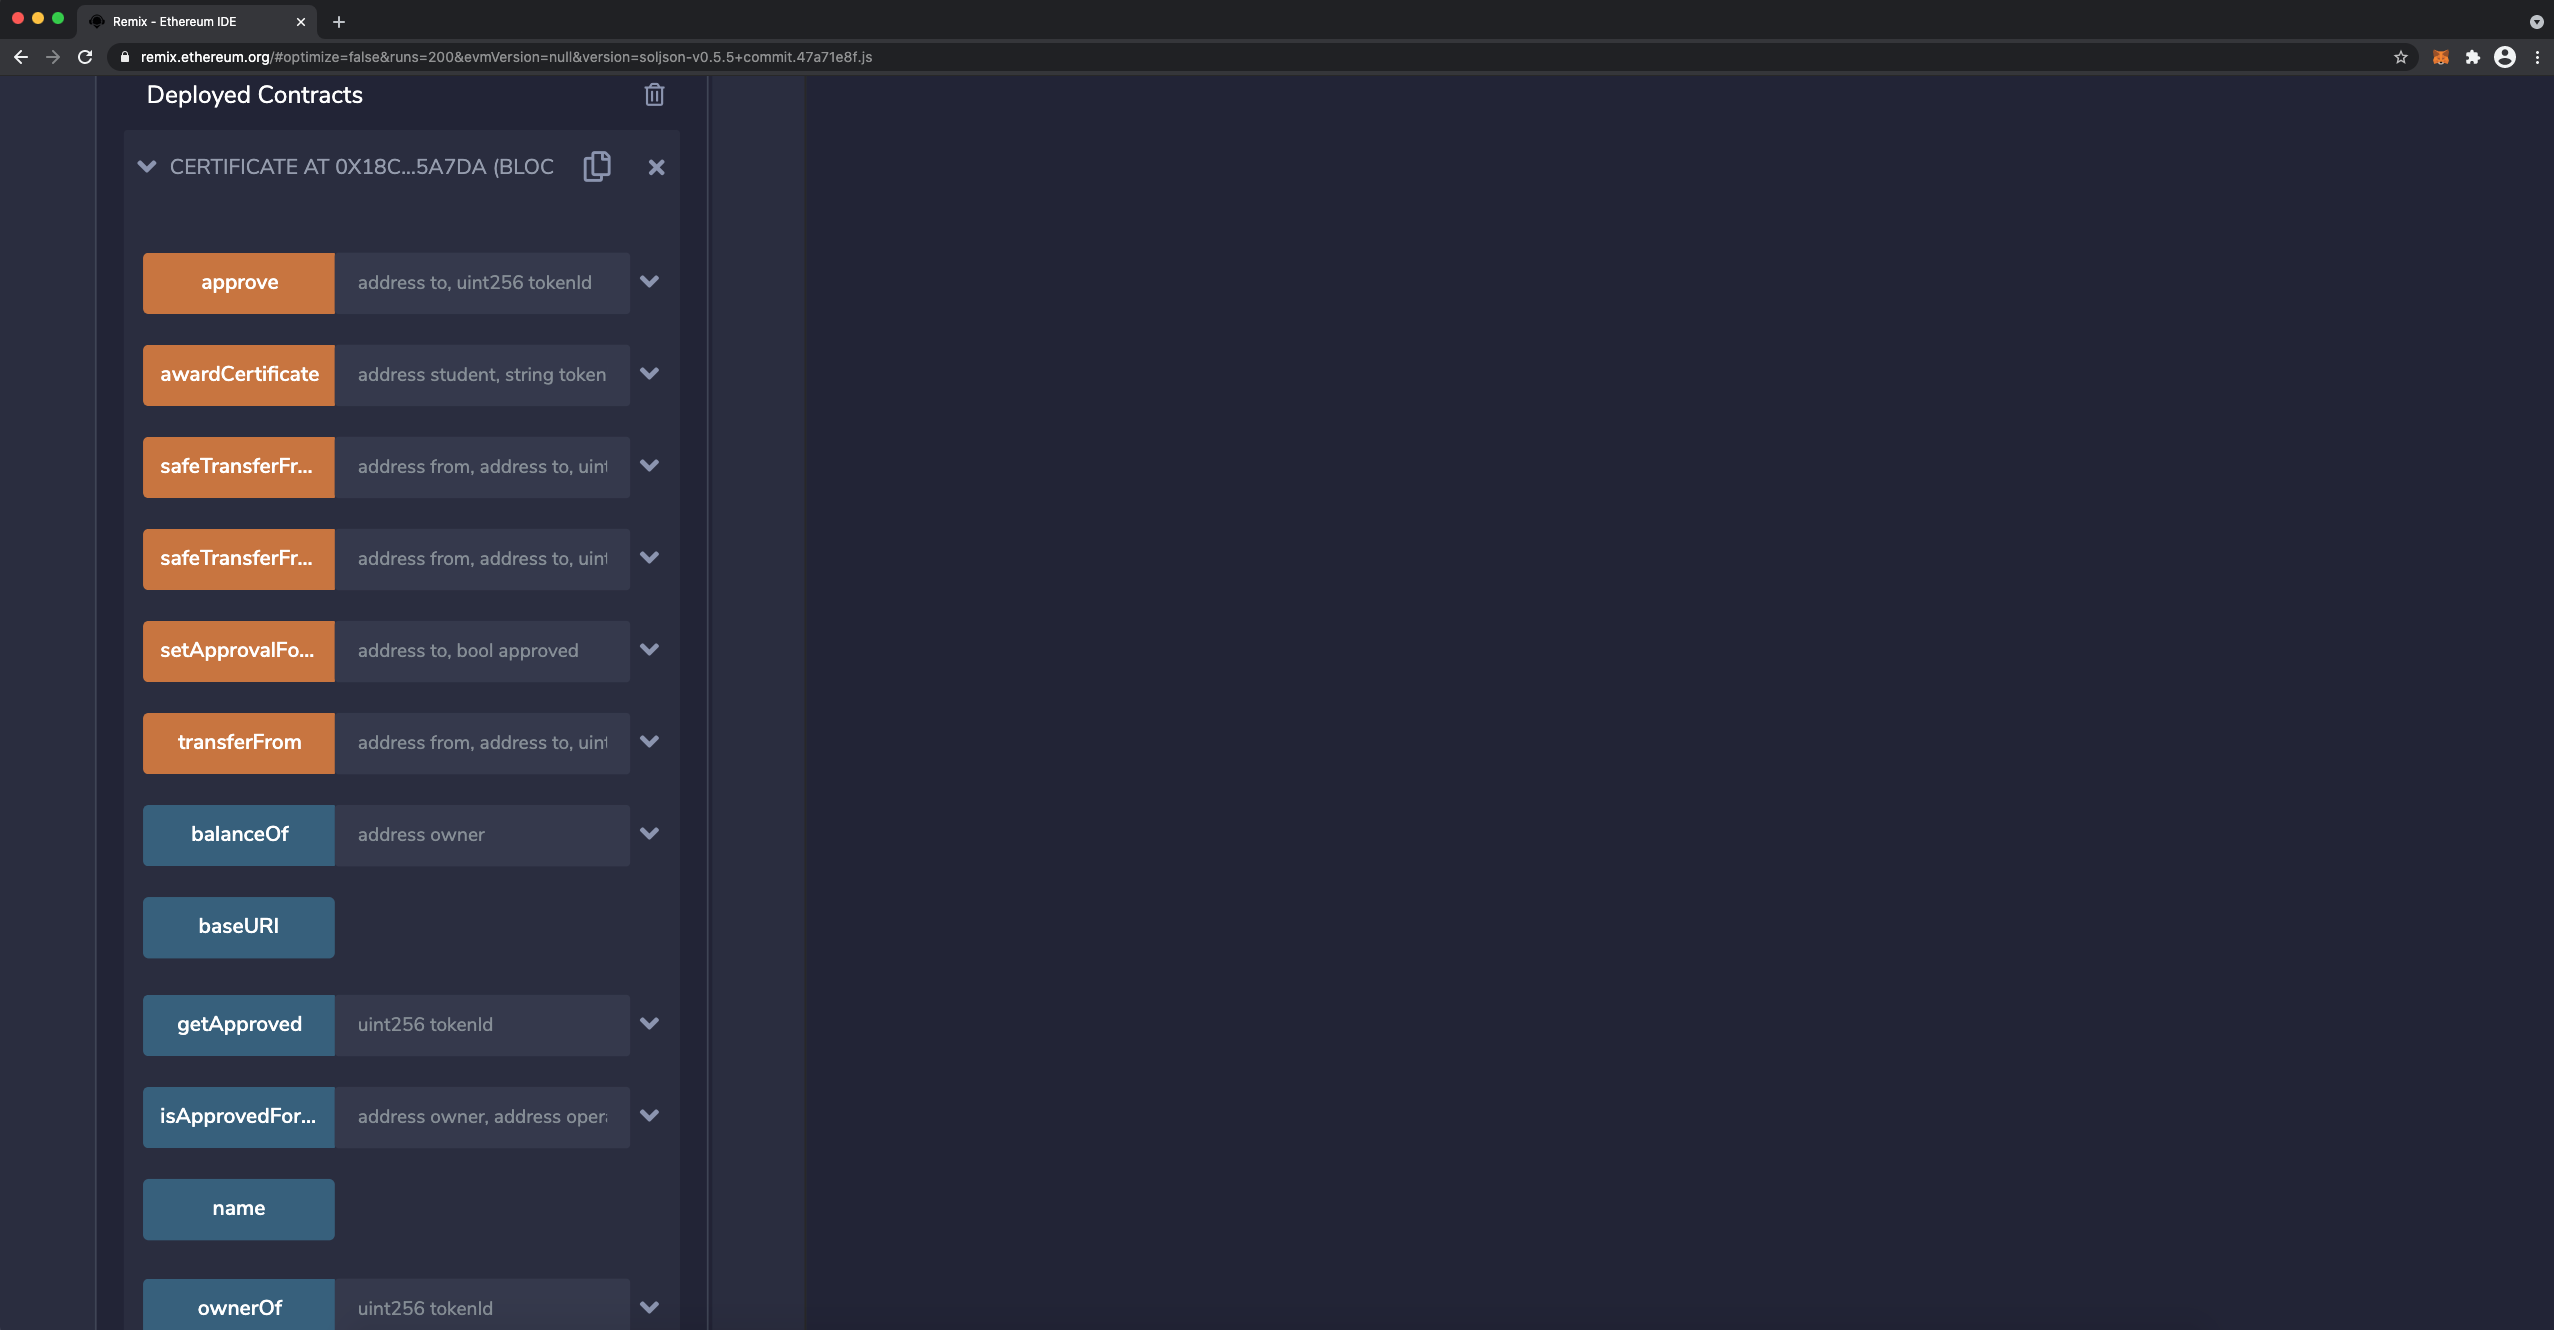 Remix - Ethereum IDE
remix.ethereum.org/#optimize=false&runs=200&evmVersion=null&version=soljson-v0.5.5+commit.47a71e8f.js
Deployed Contracts
CERTIFICATE AT 0X18C...5A7DA (BLOC
approve address to, uint256 tokenId
awardCertificate address student, string token
safeTransferFr... address from, address to, uint
safeTransferFr... address from, address to, uint
setApprovalFo... address to, bool approved
transferFrom address from, address to, uint
balanceOf address owner
baseURI
getApproved uint256 tokenId
isApprovedFor... address owner, address opera
name
ownerOf uint256 tokenId